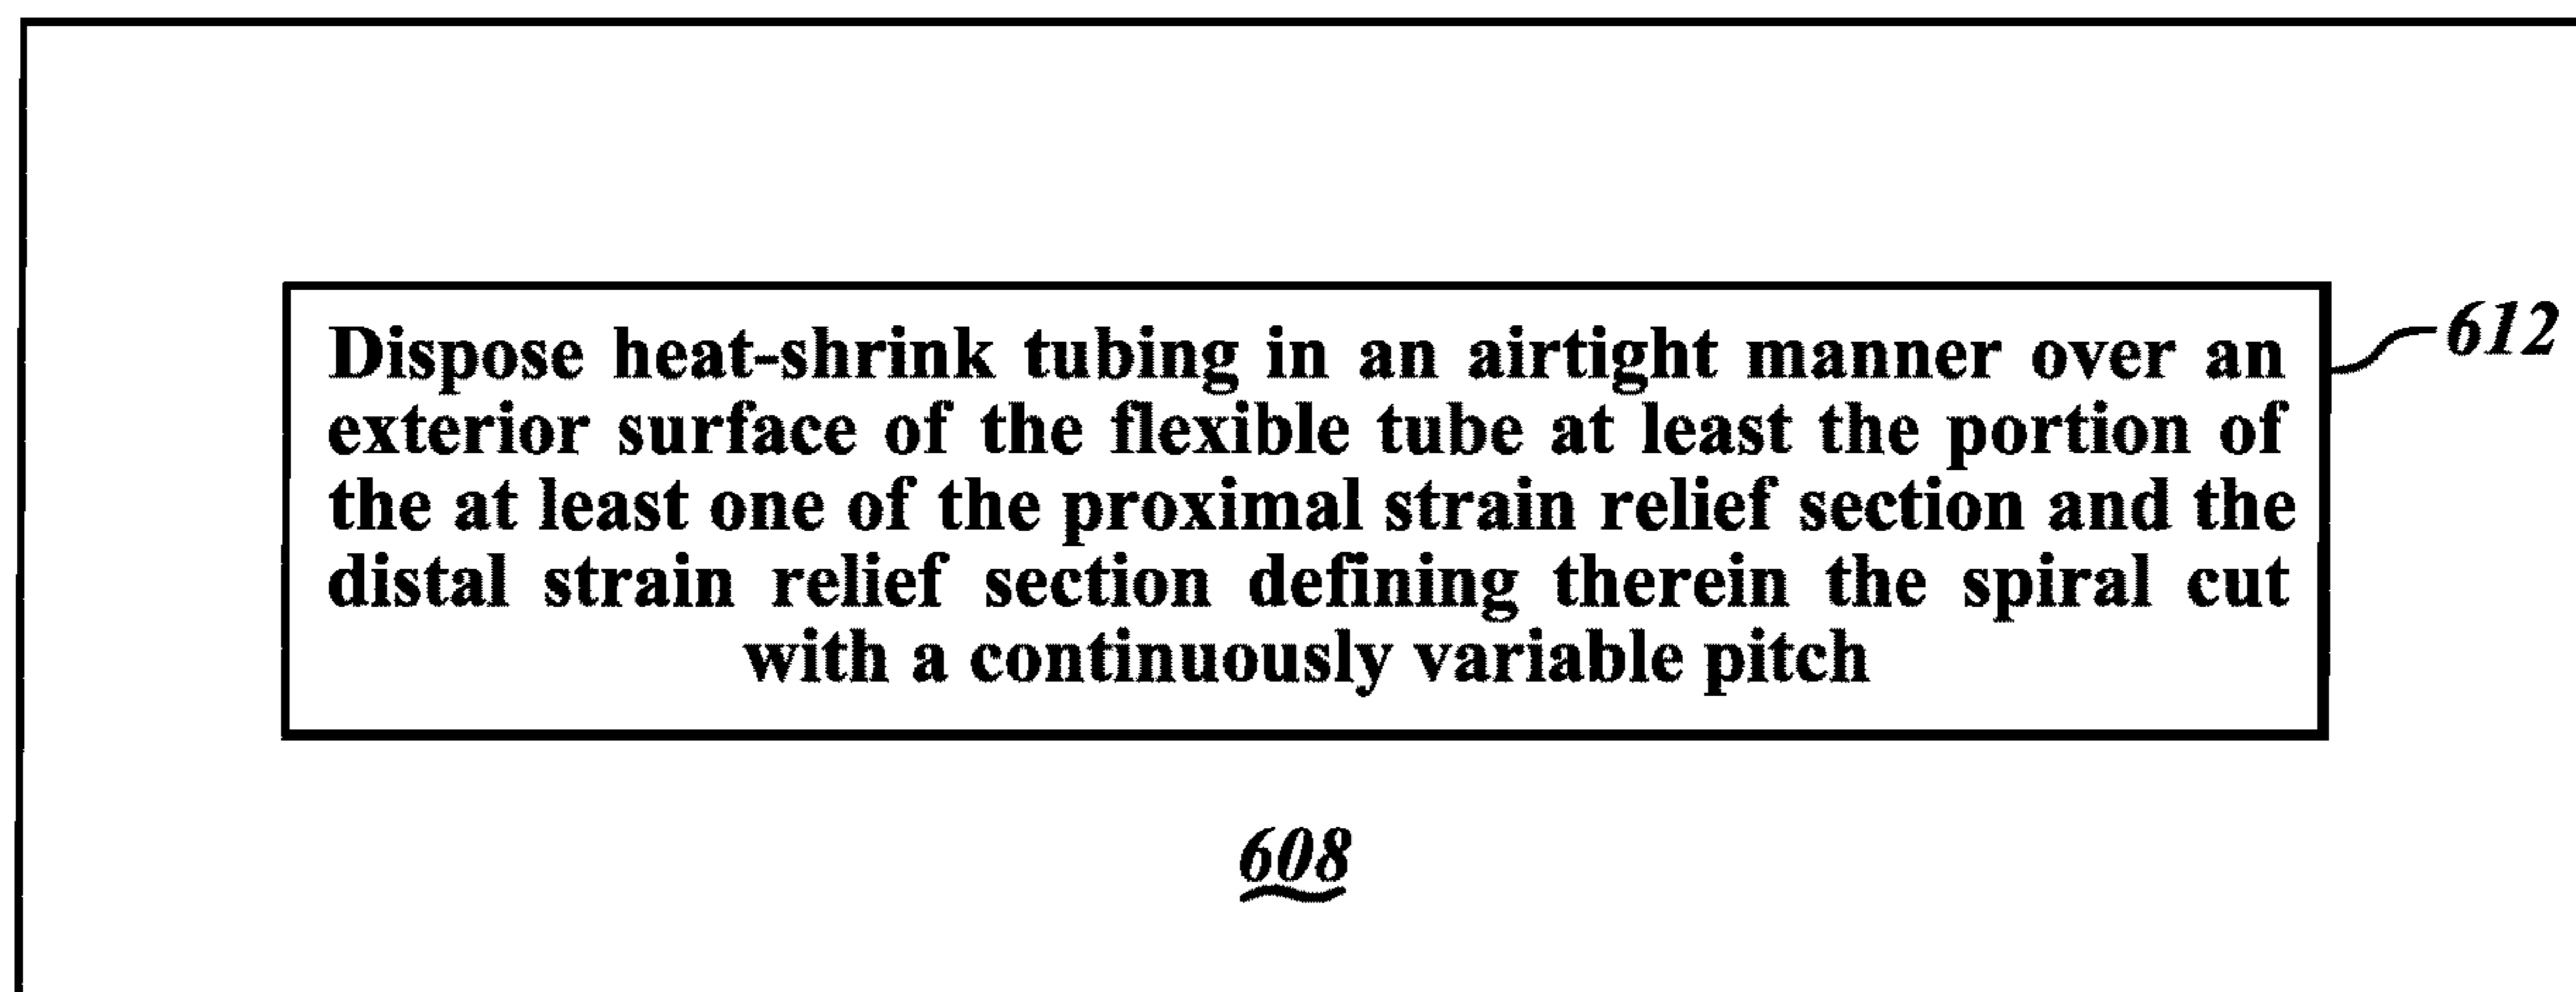 Dispose heat-shrink tubing in an airtight manner over an
exterior surface of the flexible tube at least the portion of
the at least one of the proximal strain relief section and the
distal strain relief section defining therein the spiral cut
with a continuously variable pitch
612
608